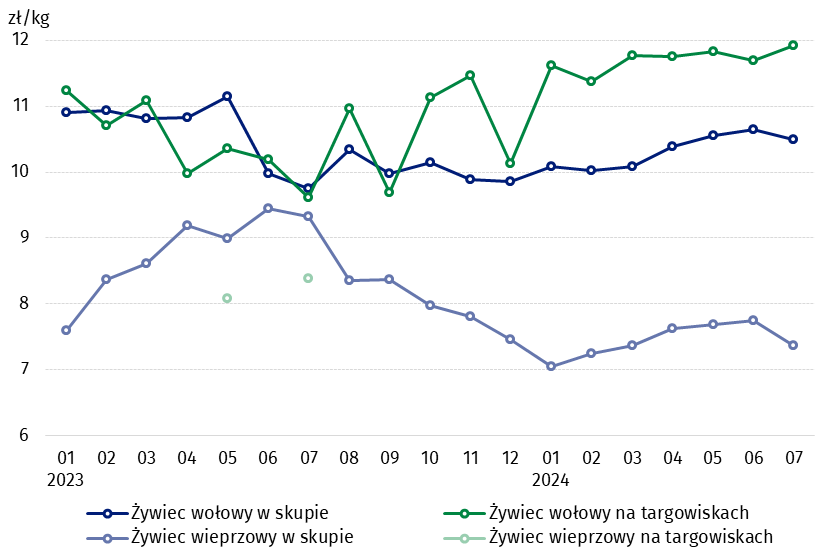 zł/kg
12
11
10
9
8
7
6
01 02 03 04 05 06 07 08 09 10 11 12 01 02 03 04 05 06 07
2023 2024
Żywiec wołowy w skupie Żywiec wołowy na targowiskach
Żywiec wieprzowy w skupie Żywiec wieprzowy na targowiskach